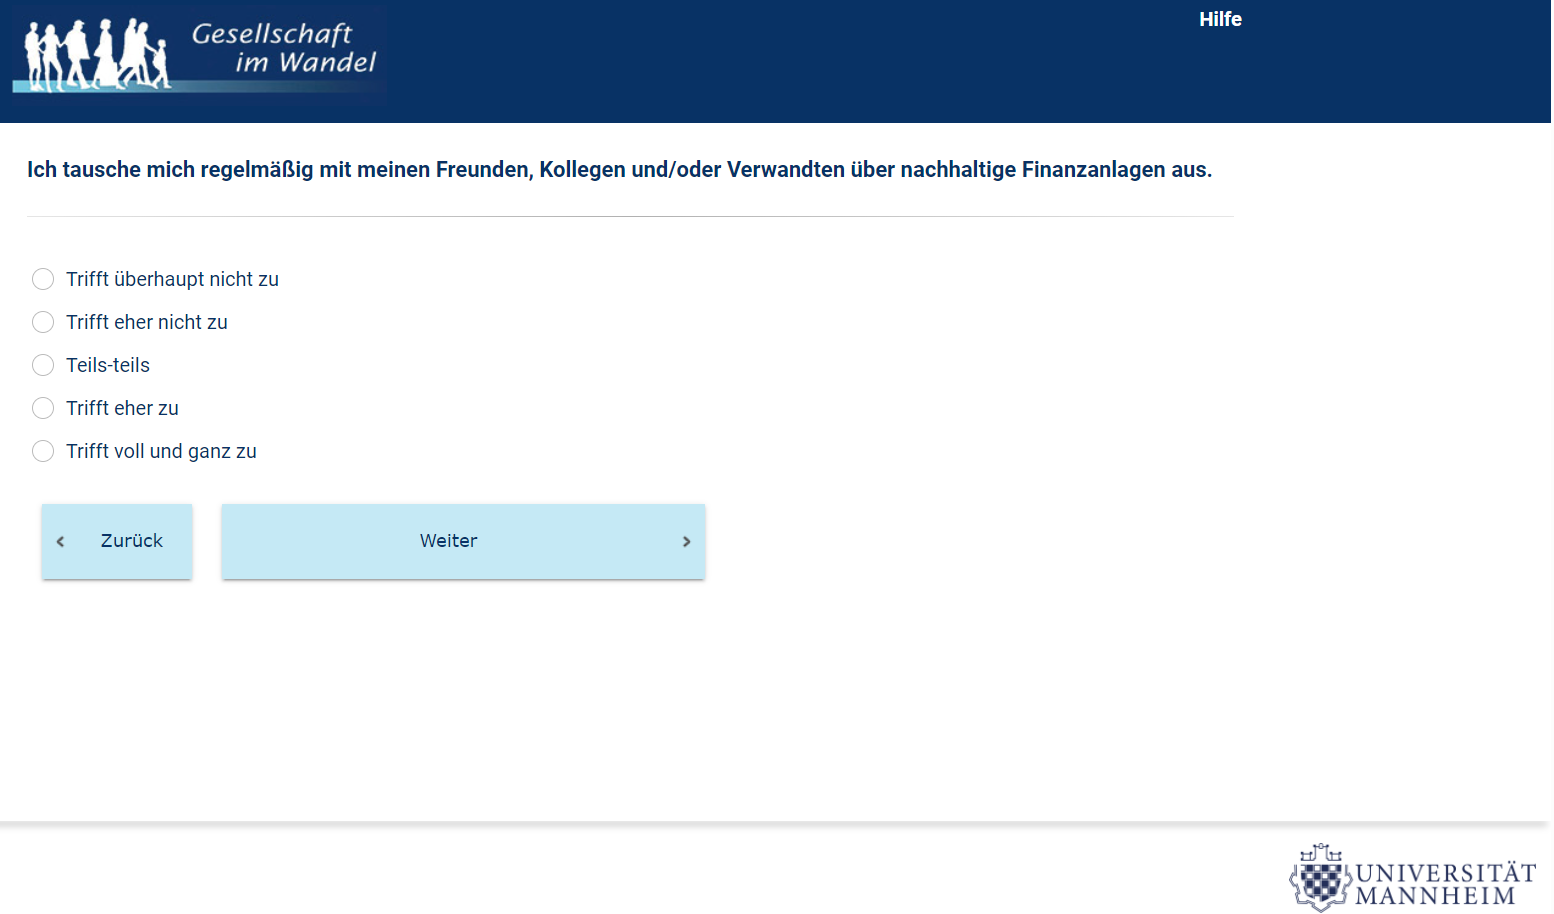 Gesellschaft
im Wandel
Hilfe
Ich tausche mich regelmäßig mit meinen Freunden, Kollegen und/oder Verwandten über nachhaltige Finanzanlagen aus.
Trifft überhaupt nicht zu
Trifft eher nicht zu
Teils-teils
Trifft eher zu
Trifft voll und ganz zu
Zurück
Weiter
UNIVERSITÄT
MANNHEIM